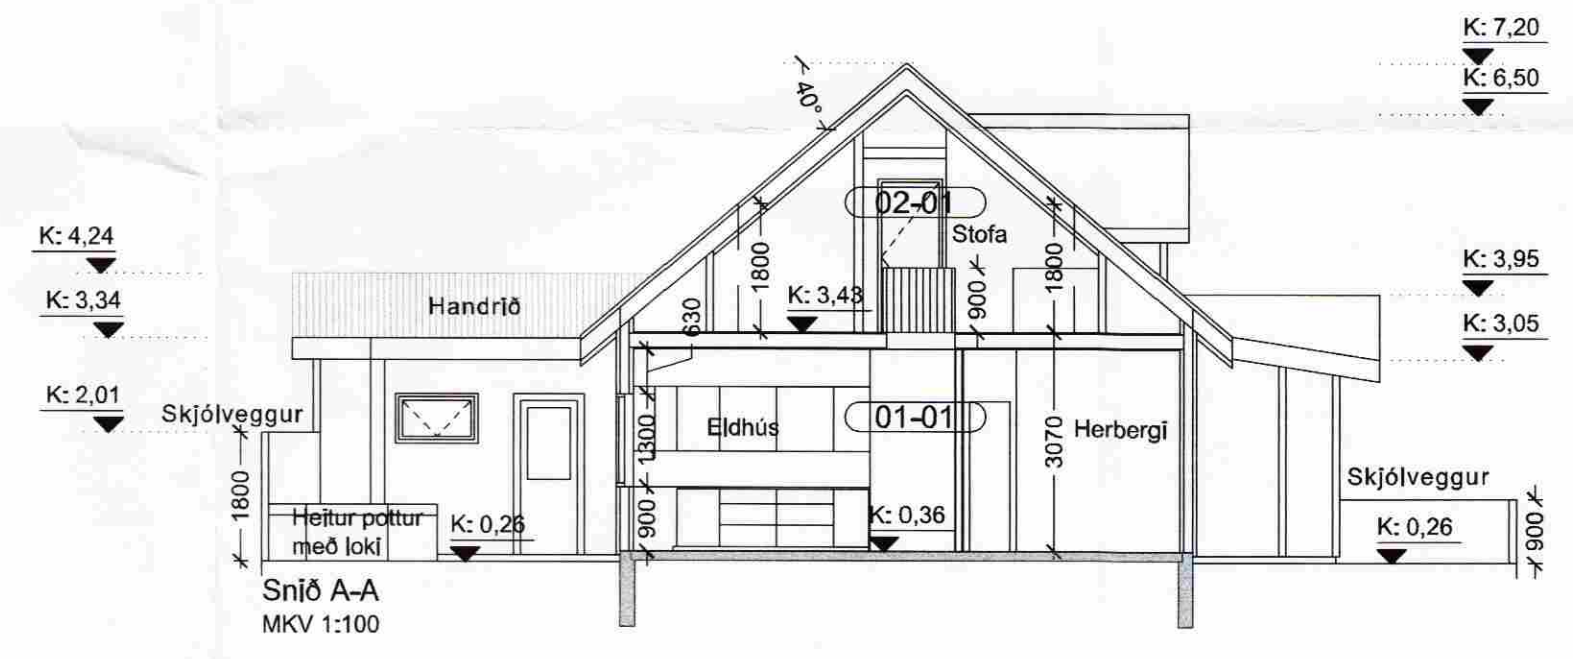 K: 7,20
K: 6,50
40°
02-01
Stofa
K: 4,24
K: 3,95
1800
1800
900
K: 3,34
Handrið
K: 3,43
630
K: 3,05
K: 2,01
Skjólveggur
Eldhús
01-01
Herbergi
1300
3070
Skjólveggur
1800
Heitur pottur
með loki
K: 0,26
900
K: 0,36
K: 0,26
900
Snið A-A
MKV 1:100